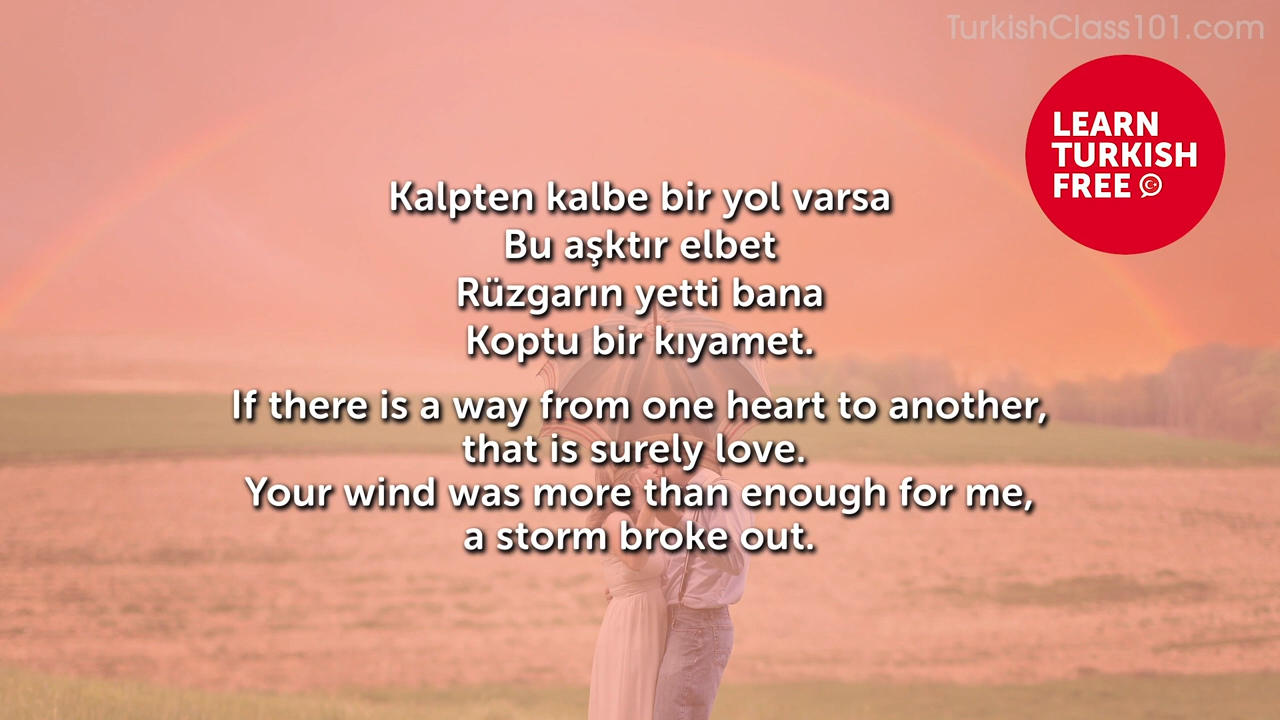 TurkishClass101.com
LEARN
TURKISH
FREE
Kalpten kalbe bir yol varsa
Bu aşktır elbet
Rüzgarın yetti bana
Koptu bir kıyamet.
If there is a way from one heart to another,
that is surely love.
Your wind was more than enough for me,
a storm broke out.